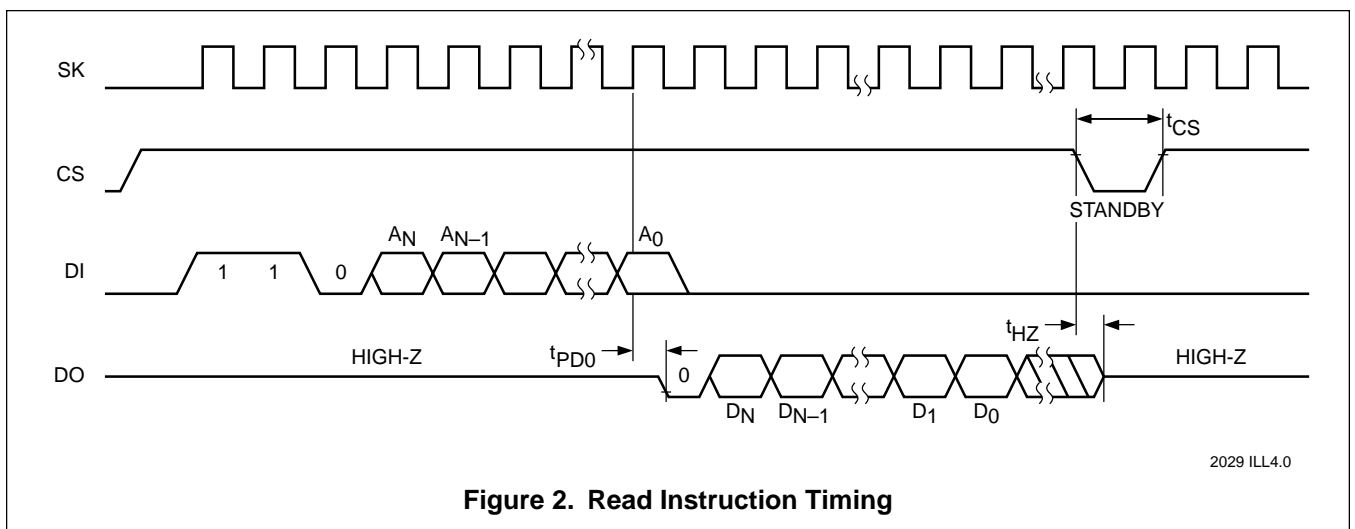 SK
CS
tCS
STANDBY
DI
1 1 0 AN AN–1 A0
DO
HIGH-Z
tPD0
0
DN DN–1 D1 D0
tHZ
HIGH-Z
2029 ILL4.0
Figure 2. Read Instruction Timing